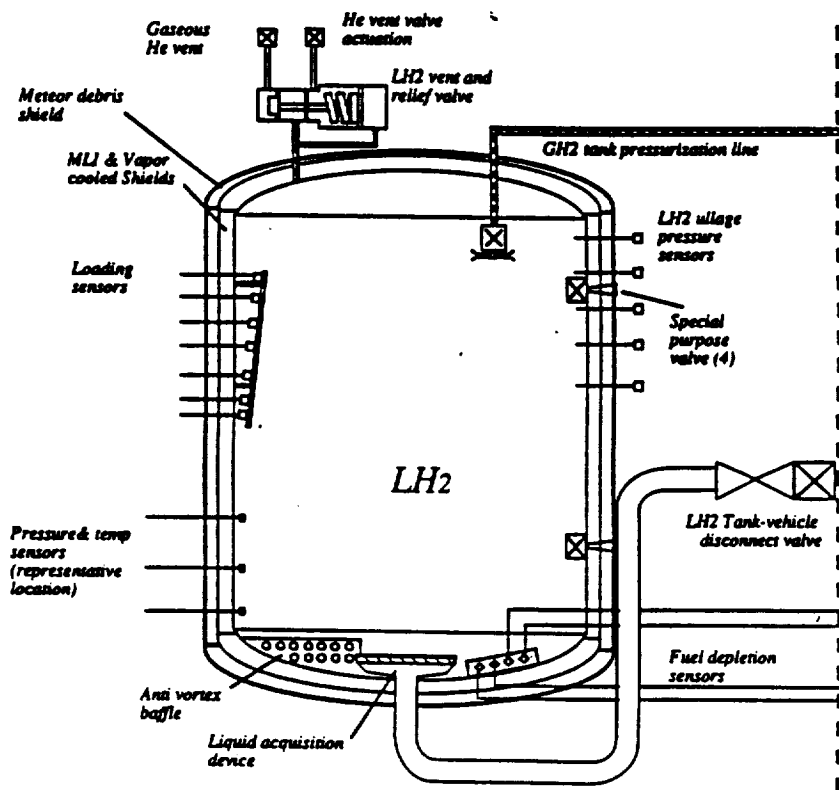 Gaseous
He vent
He vent valve
actuation
LH2 vent and
relief valve
Meteor debris
shield
MLI & Vapor
cooled Shields
GH2 tank pressurization line
LH2 ullage
pressure
sensors
Loading
sensors
Special
purpose
valve (4)
LH2
LH2 Tank-vehicle
disconnect valve
Pressure & temp
sensors
(representative
location)
Fuel depletion
sensors
Anti vortex
baffle
Liquid acquisition
device